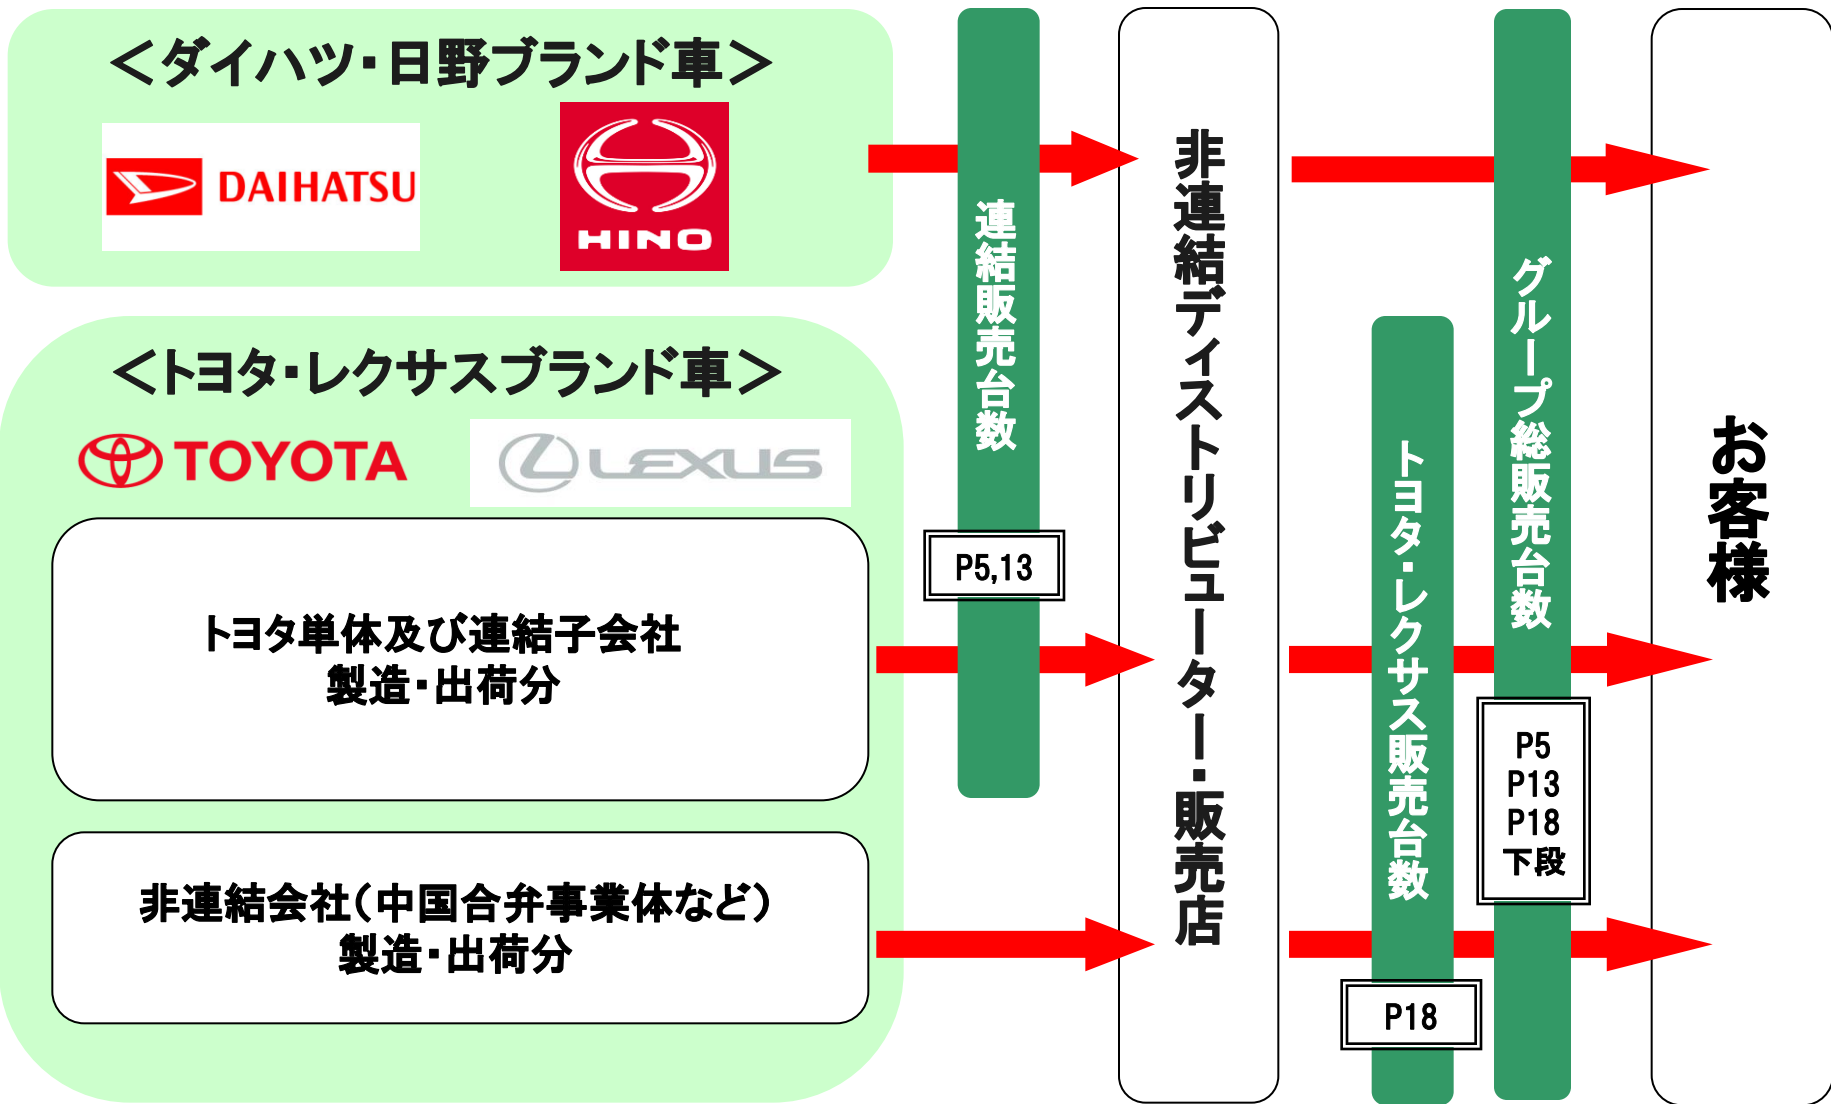 ＜ダイハツ・日野ブランド車＞
DAIHATSU
HINO
＜トヨタ・レクサスブランド車＞
TOYOTA
LEXUS
トヨタ単体及び連結子会社
製造・出荷分
非連結会社（中国合弁事業体など）
製造・出荷分
連結販売台数
P5,13
非連結ディストリビューター・販売店
トヨタ・レクサス販売台数
P18
グループ総販売台数
P5
P13
P18
下段
お客様